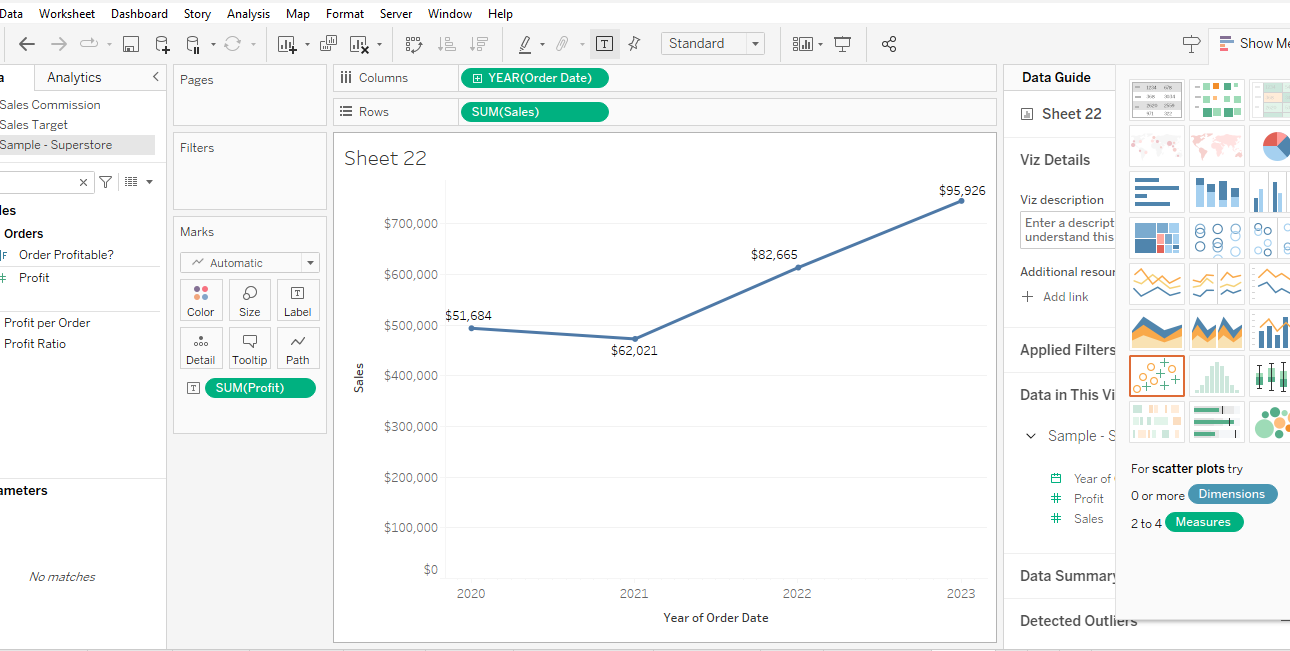 Data Worksheet Dashboard Story Analysis Map Format Server Window Help
Standard
Show Me
Analytics
Sales Commission
Sales Target
Sample - Superstore
Orders
Order Profitable?
Profit
Profit per Order
Profit Ratio
No matches
Pages
Filters
Marks
Automatic
Color Size Label
Detail Tooltip Path
SUM(Profit)
Columns YEAR(Order Date)
Rows SUM(Sales)
Sheet 22
$95,926
$700,000
$82,665
$600,000
$51,684
$500,000
$62,021
$400,000
Sales
$300,000
$200,000
$100,000
$0
2020 2021 2022 2023
Year of Order Date
Data Guide
Sheet 22
Viz Details
Viz description
Enter a descript
understand this
Additional resour
Add link
Applied Filters
Data in This Vi
Sample - S
Year of
Profit
Sales
Data Summary
Detected Outliers
For scatter plots try
0 or more Dimensions
2 to 4 Measures